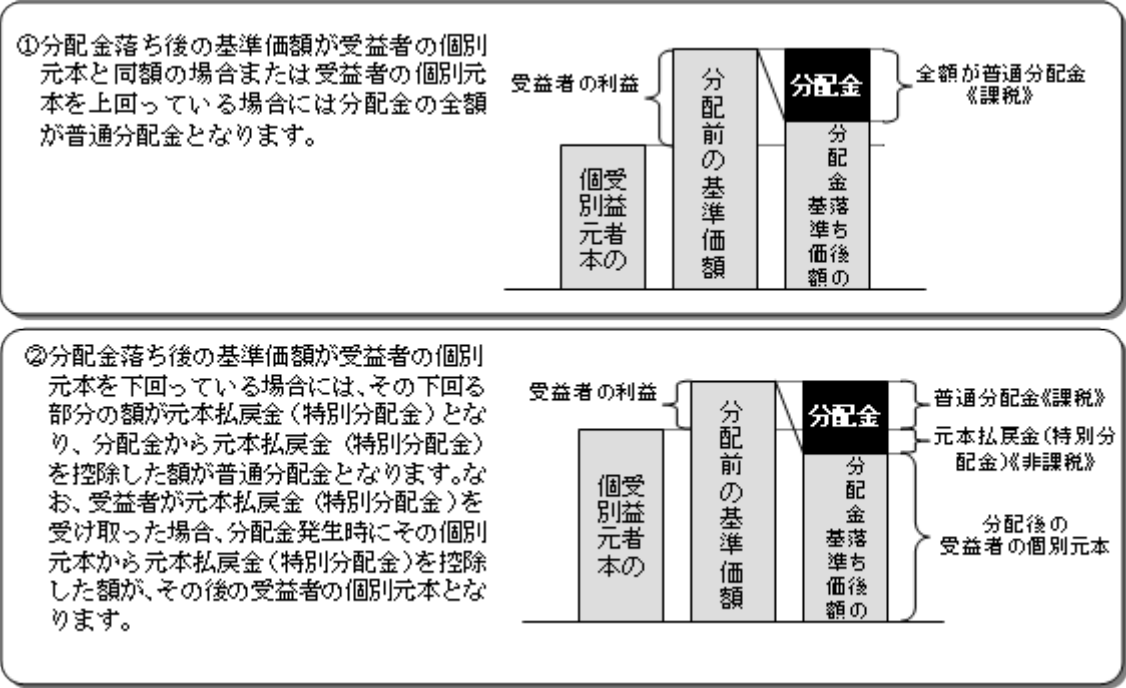 ①分配金落ち後の基準価額が受益者の個別
元本と同額の場合または受益者の個別元
本を上回っている場合には分配金の全額
が普通分配金となります。
受益者の利益
受益者の
個別元本
分配前の基準価額
分配金
分配金落ち後の
基準価額
全額が普通分配金
《課税》
②分配金落ち後の基準価額が受益者の個別
元本を下回っている場合には、その下回る
部分の額が元本払戻金（特別分配金）とな
り、分配金から元本払戻金（特別分配金）
を控除した額が普通分配金となります。な
お、受益者が元本払戻金（特別分配金）を
受け取った場合、分配金発生時にその個別
元本から元本払戻金（特別分配金）を控除
した額が、その後の受益者の個別元本とな
ります。
受益者の利益
受益者の
個別元本
分配前の基準価額
分配金
分配金落ち後の
基準価額
普通分配金《課税》
元本払戻金（特別分
配金）《非課税》
分配後の
受益者の個別元本